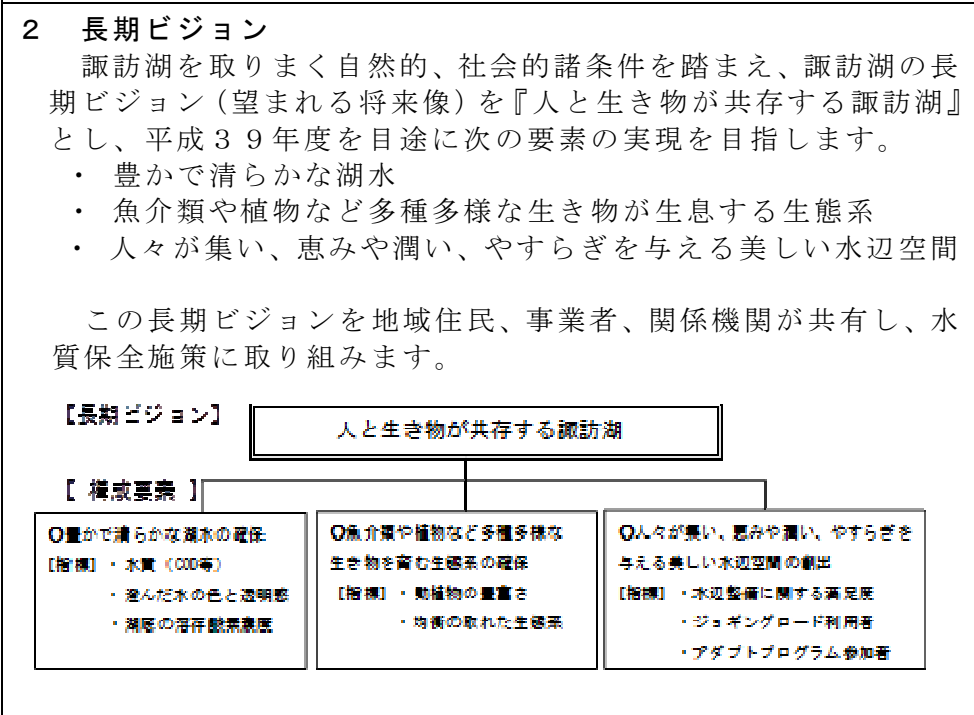 ２　長期ビジョン
諏訪湖を取りまく自然的、社会的諸条件を踏まえ、諏訪湖の長
期ビジョン（望まれる将来像）を『人と生き物が共存する諏訪湖』
とし、平成３９年度を目途に次の要素の実現を目指します。
・ 豊かで清らかな湖水
・ 魚介類や植物など多種多様な生き物が生息する生態系
・ 人々が集い、恵みや潤い、やすらぎを与える美しい水辺空間
この長期ビジョンを地域住民、事業者、関係機関が共有し、水
質保全施策に取り組みます。
【長期ビジョン】
人と生き物が共存する諏訪湖
【 構成要素 】
○豊かで清らかな湖水の確保
［指標］・ 水質（COD等）
・ 澄んだ水の色と透明感
・ 湖底の溶存酸素濃度
○魚介類や植物など多種多様な
生き物を育む生態系の確保
［指標］・ 動植物の豊富さ
・ 均衡の取れた生態系
○人々が集い、恵みや潤い、やすらぎを
与える美しい水辺空間の創出
［指標］・水辺整備に関する満足度
・ジョギングロード利用者
・アダプトプログラム参加者